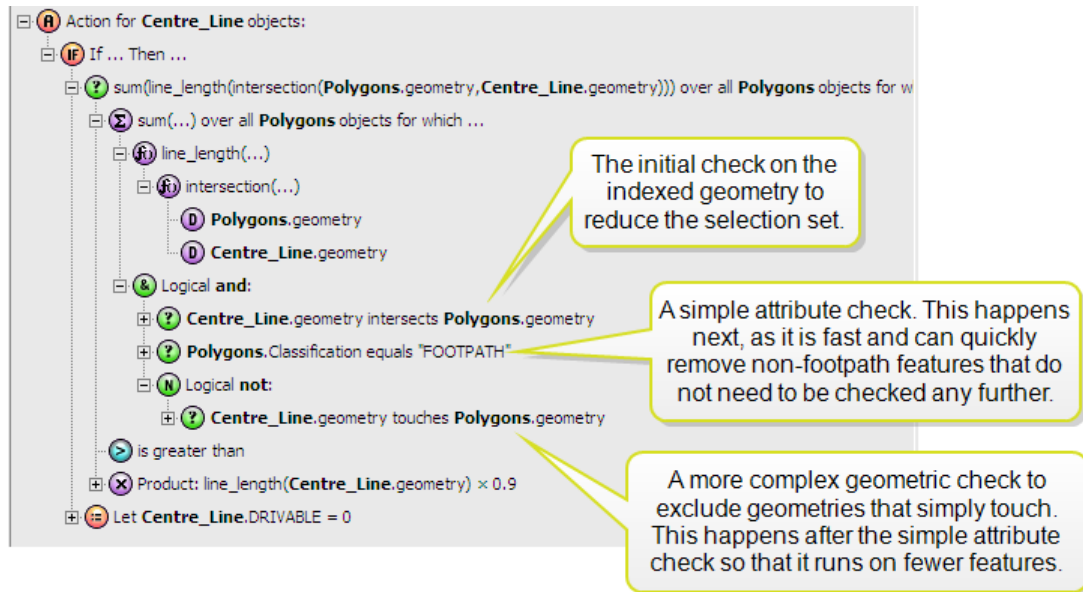 A Action for Centre_Line objects:
IF If ... Then ...
? sum(line_length(intersection(Polygons.geometry,Centre_Line.geometry))) over all Polygons objects for w
Σ sum(...) over all Polygons objects for which ...
f() line_length(...)
f() intersection(...)
D Polygons.geometry
D Centre_Line.geometry
The initial check on the
indexed geometry to
reduce the selection set.
& Logical and:
? Centre_Line.geometry intersects Polygons.geometry
? Polygons.Classification equals "FOOTPATH"
A simple attribute check. This happens
next, as it is fast and can quickly
remove non-footpath features that do
not need to be checked any further.
N Logical not:
? Centre_Line.geometry touches Polygons.geometry
> is greater than
× Product: line_length(Centre_Line.geometry) × 0.9
:= Let Centre_Line.DRIVABLE = 0
A more complex geometric check to
exclude geometries that simply touch.
This happens after the simple attribute
check so that it runs on fewer features.